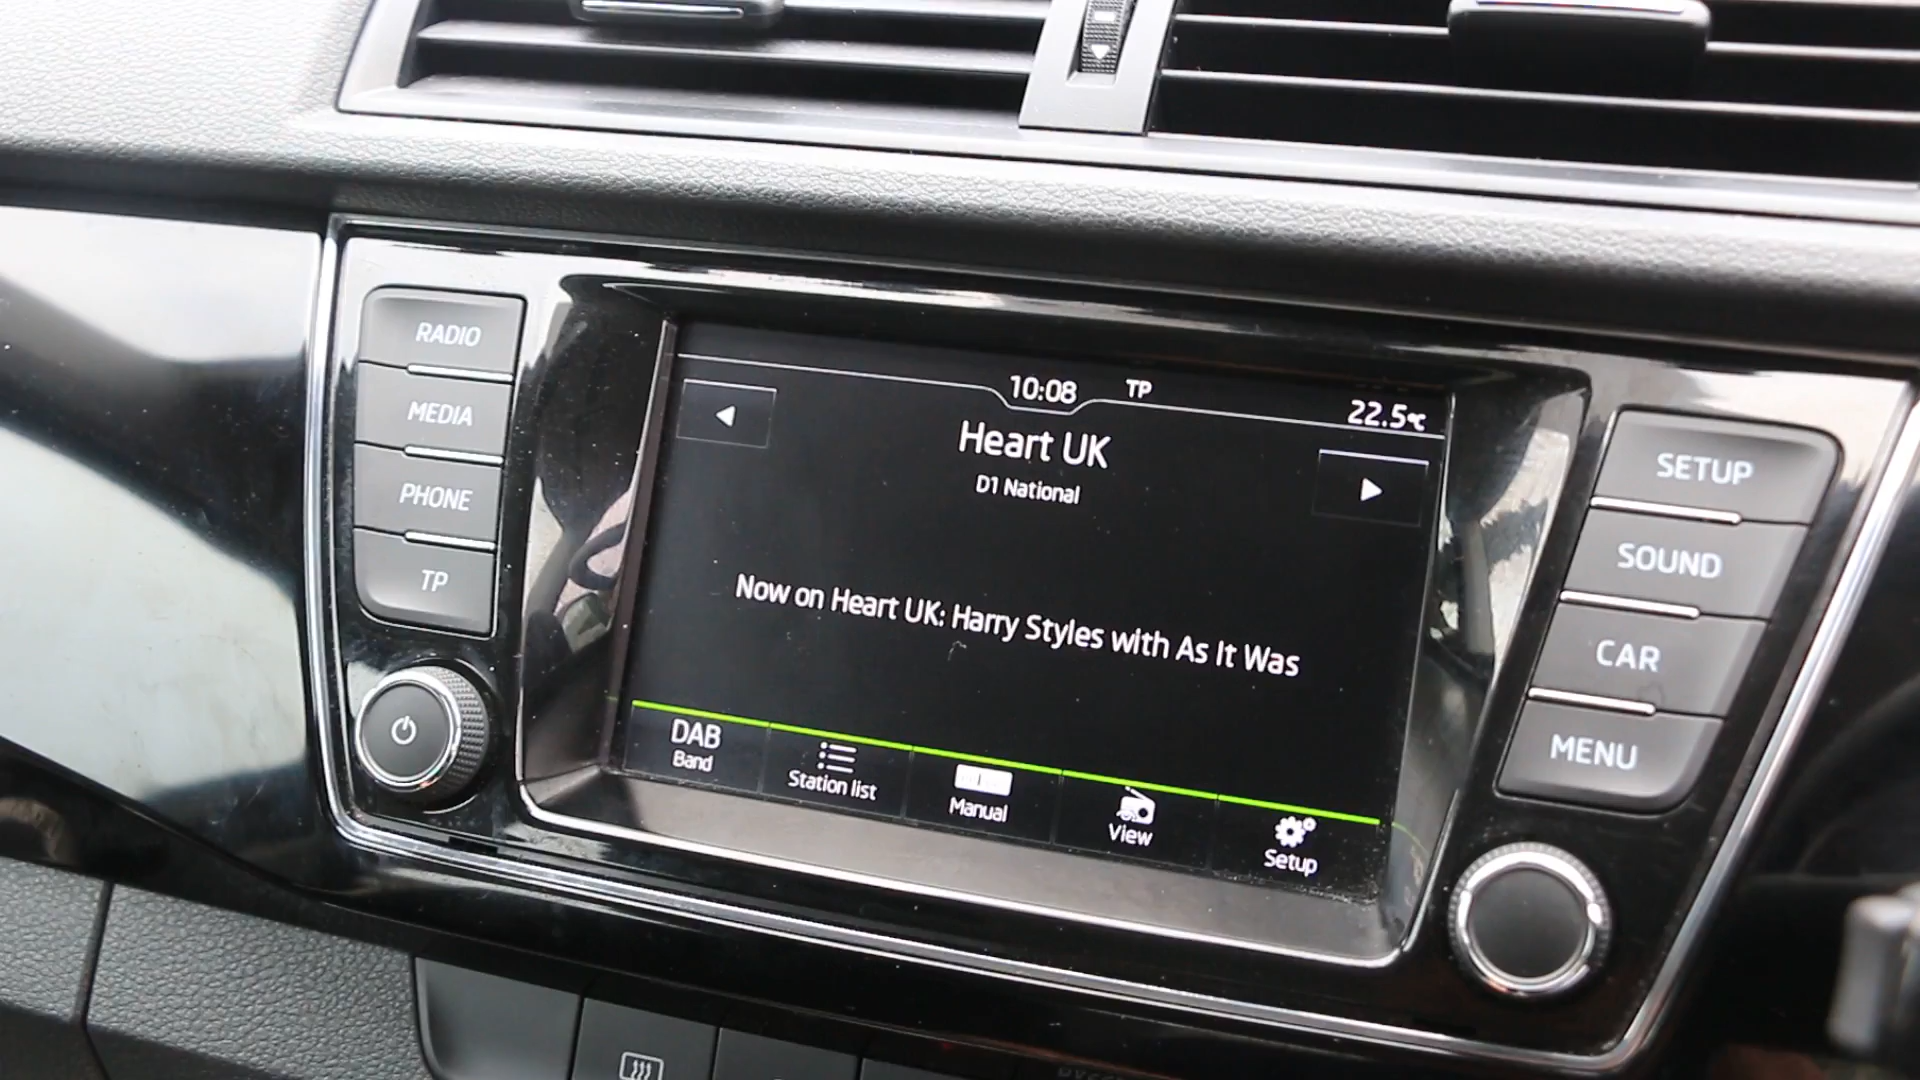 RADIO
MEDIA
PHONE
TP
10:08
TP
22.5℃
Heart UK
D1 National
Now on Heart UK: Harry Styles with As It Was
DAB
Band
Station list
Manual
View
Setup
SETUP
SOUND
CAR
MENU